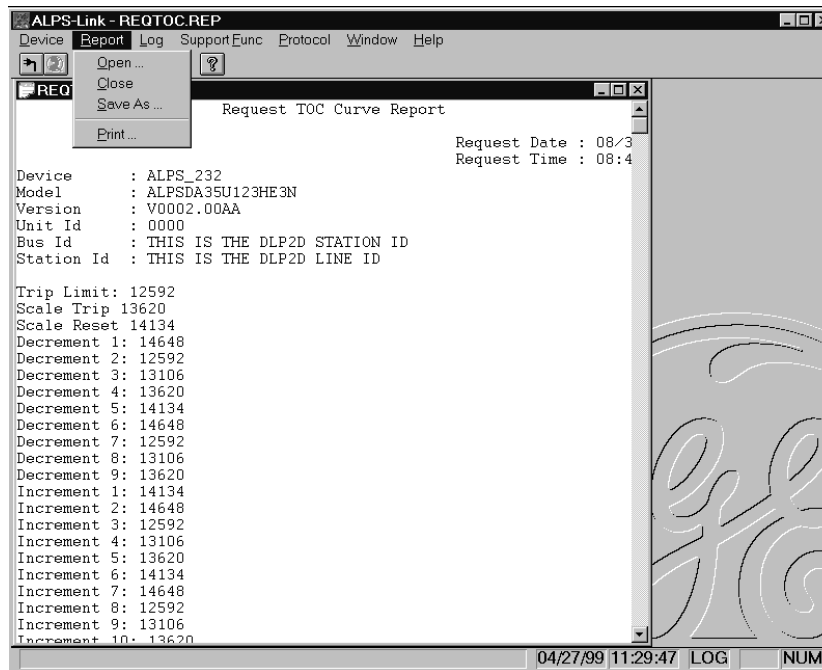 ALPS-Link - REQTOC.REP
Device Report Log Support Func Protocol Window Help
Open ...
Close
Save As ...
Print ...
REQT
Request TOC Curve Report
Request Date : 08/3
Request Time : 08:4
Device : ALPS_232
Model : ALPSDA35U123HE3N
Version : V0002.00AA
Unit Id : 0000
Bus Id : THIS IS THE DLP2D STATION ID
Station Id : THIS IS THE DLP2D LINE ID
Trip Limit: 12592
Scale Trip 13620
Scale Reset 14134
Decrement 1: 14648
Decrement 2: 12592
Decrement 3: 13106
Decrement 4: 13620
Decrement 5: 14134
Decrement 6: 14648
Decrement 7: 12592
Decrement 8: 13106
Decrement 9: 13620
Increment 1: 14134
Increment 2: 14648
Increment 3: 12592
Increment 4: 13106
Increment 5: 13620
Increment 6: 14134
Increment 7: 14648
Increment 8: 12592
Increment 9: 13106
Increment 10: 13620
04/27/99 11:29:47 LOG NUM